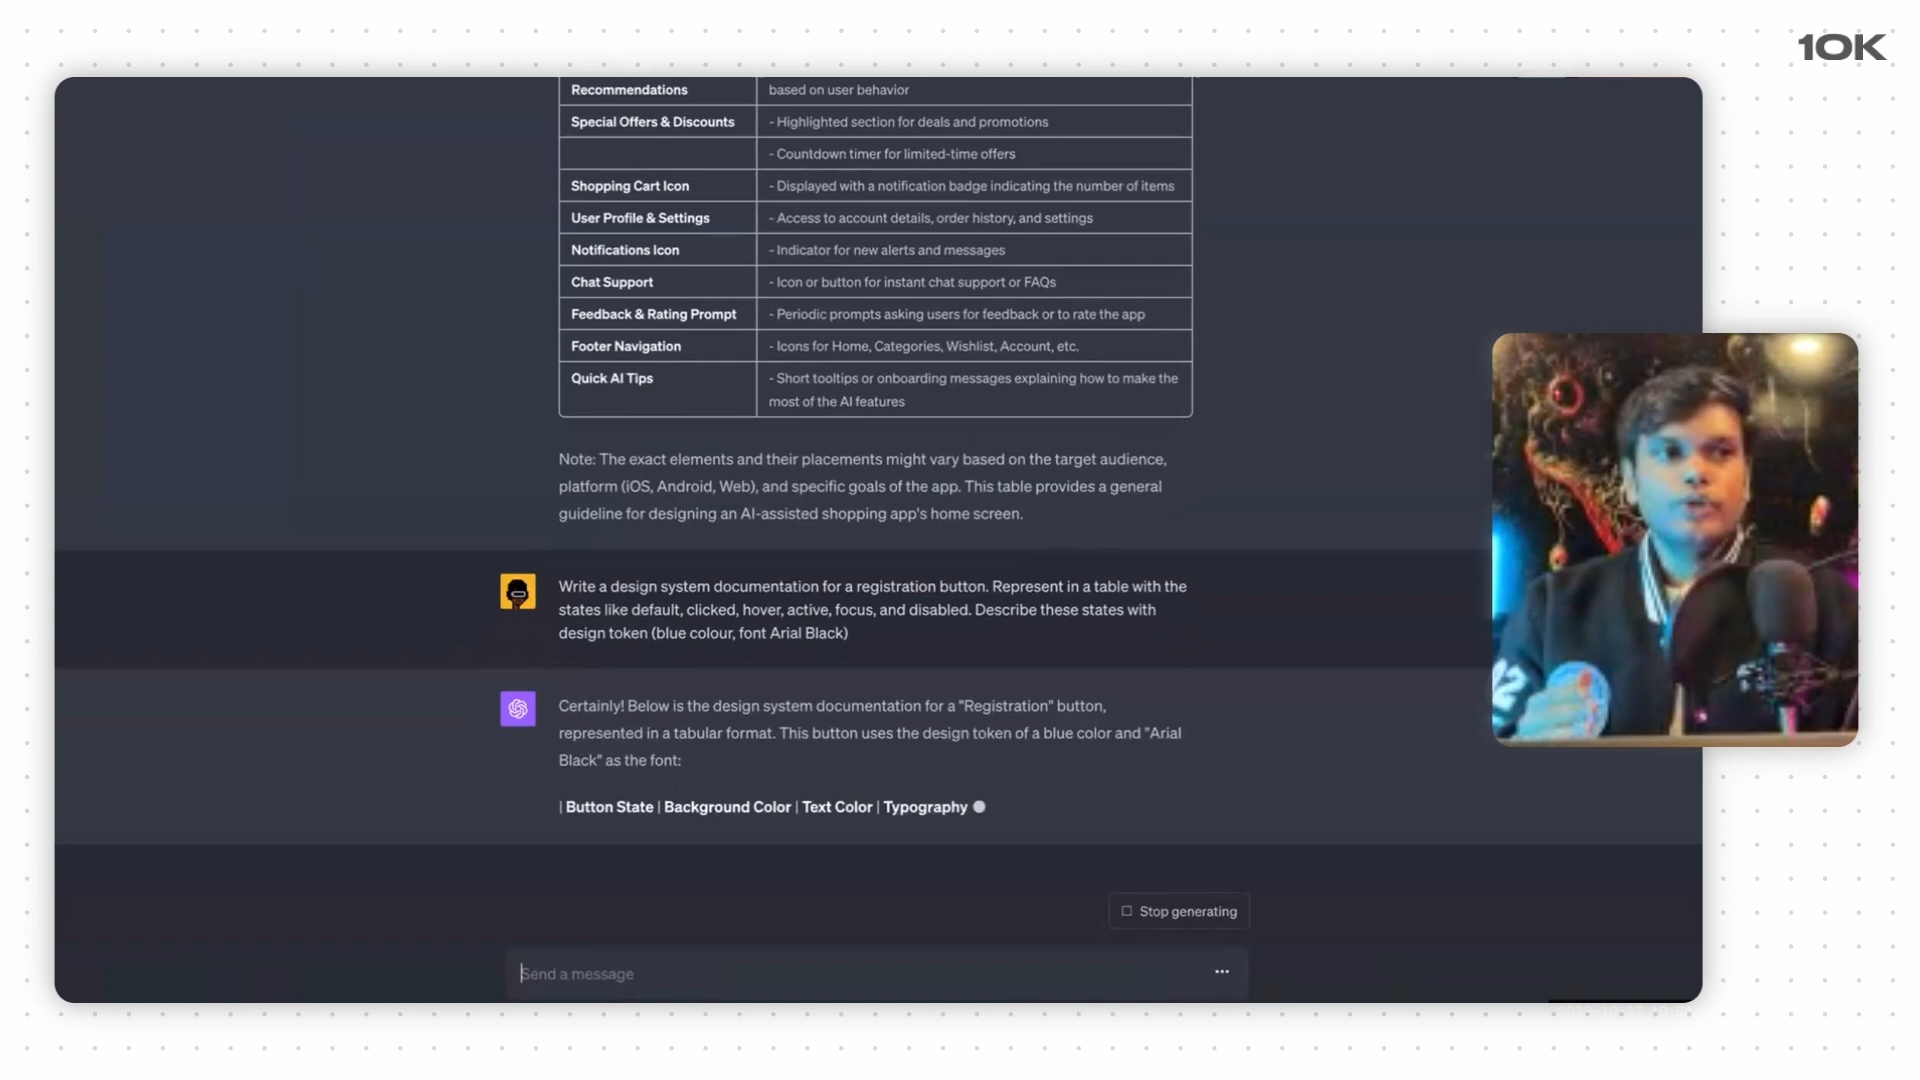 10K
Recommendations
based on user behavior
Special Offers & Discounts
- Highlighted section for deals and promotions
- Countdown timer for limited-time offers
Shopping Cart Icon
- Displayed with a notification badge indicating the number of items
User Profile & Settings
- Access to account details, order history, and settings
Notifications Icon
- Indicator for new alerts and messages
Chat Support
- Icon or button for instant chat support or FAQs
Feedback & Rating Prompt
- Periodic prompts asking users for feedback or to rate the app
Footer Navigation
- Icons for Home, Categories, Wishlist, Account, etc.
Quick AI Tips
- Short tooltips or onboarding messages explaining how to make the
most of the AI features
Note: The exact elements and their placements might vary based on the target audience,
platform (iOS, Android, Web), and specific goals of the app. This table provides a general
guideline for designing an AI-assisted shopping app's home screen.
Write a design system documentation for a registration button. Represent in a table with the
states like default, clicked, hover, active, focus, and disabled. Describe these states with
design token (blue colour, font Arial Black)
Certainly! Below is the design system documentation for a "Registration" button,
represented in a tabular format. This button uses the design token of a blue color and "Arial
Black" as the font:
| Button State | Background Color | Text Color | Typography
Stop generating
Send a message